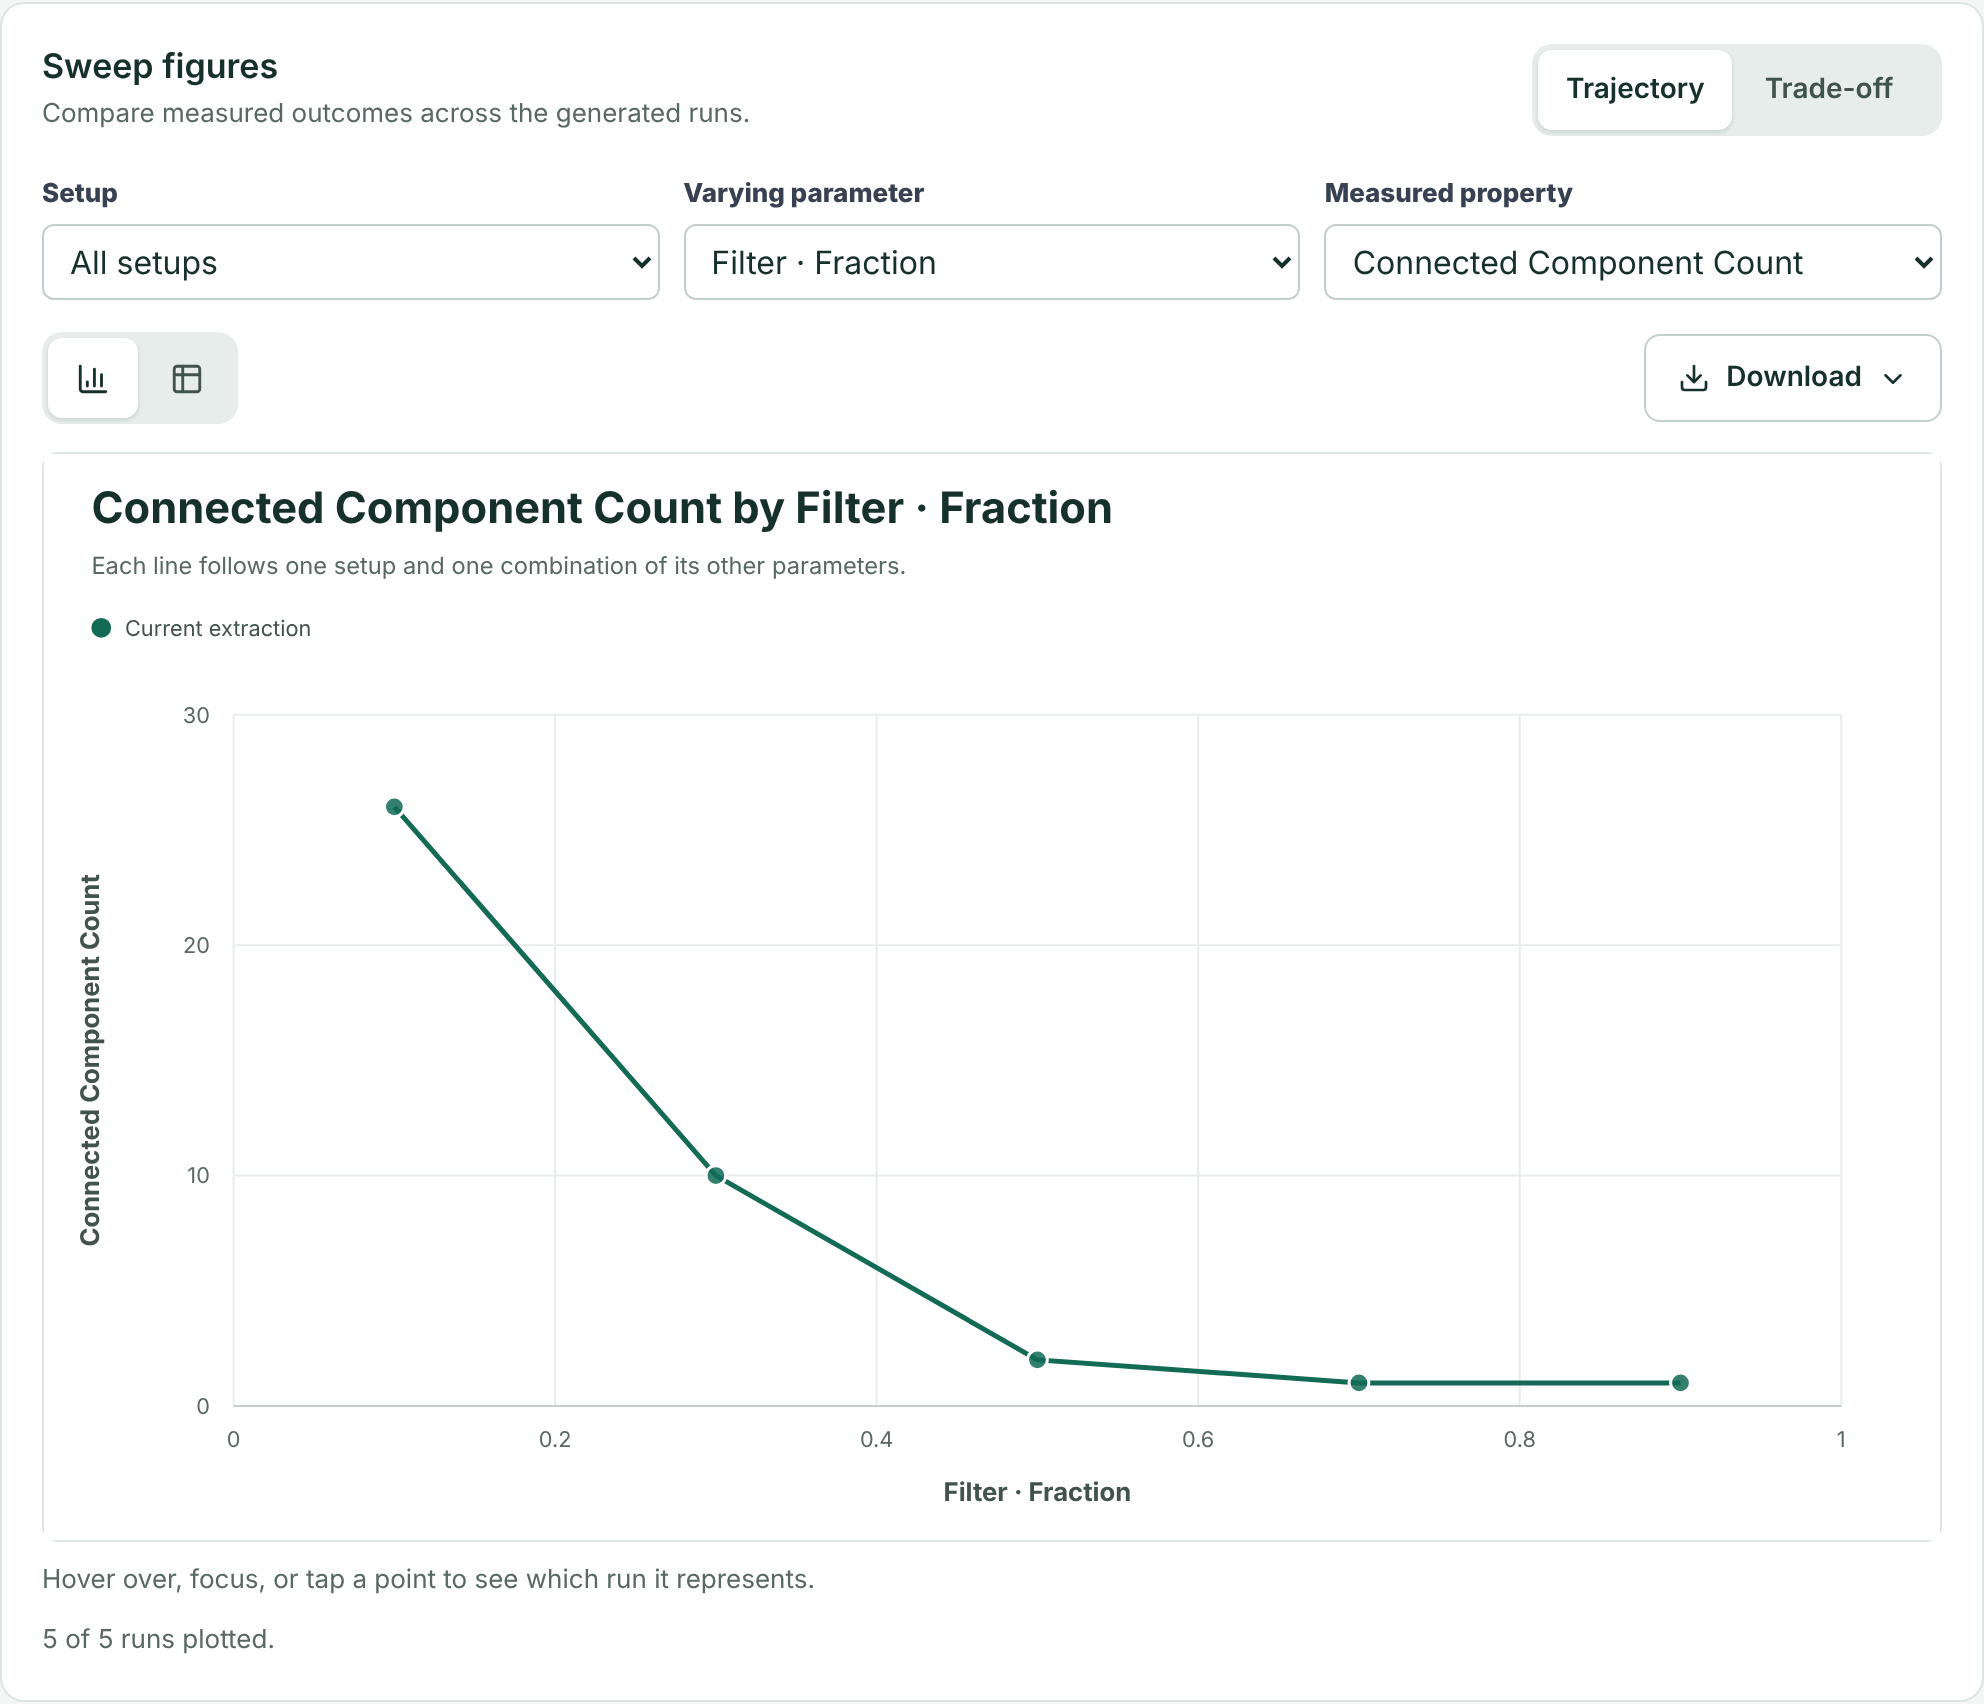 Sweep figures
Compare measured outcomes across the generated runs.
Trajectory
Trade-off
Setup
Varying parameter
Measured property
All setups
Filter · Fraction
Connected Component Count
Download
Connected Component Count by Filter · Fraction
Each line follows one setup and one combination of its other parameters.
Current extraction
30
20
10
0
Connected Component Count
0
0.2
0.4
0.6
0.8
1
Filter · Fraction
Hover over, focus, or tap a point to see which run it represents.
5 of 5 runs plotted.